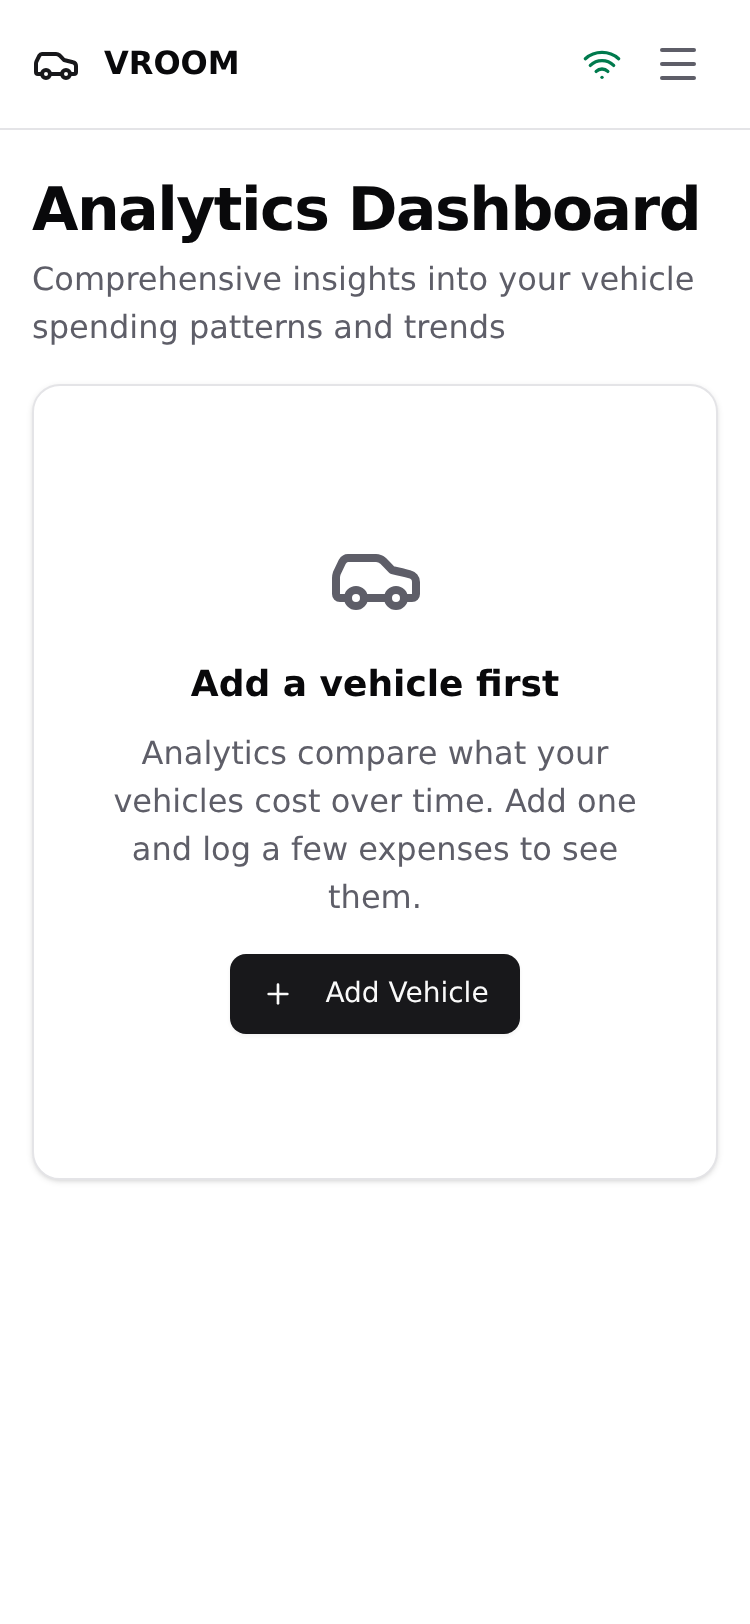 VROOM
Analytics Dashboard
Comprehensive insights into your vehicle
spending patterns and trends
Add a vehicle first
Analytics compare what your
vehicles cost over time. Add one
and log a few expenses to see
them.
Add Vehicle